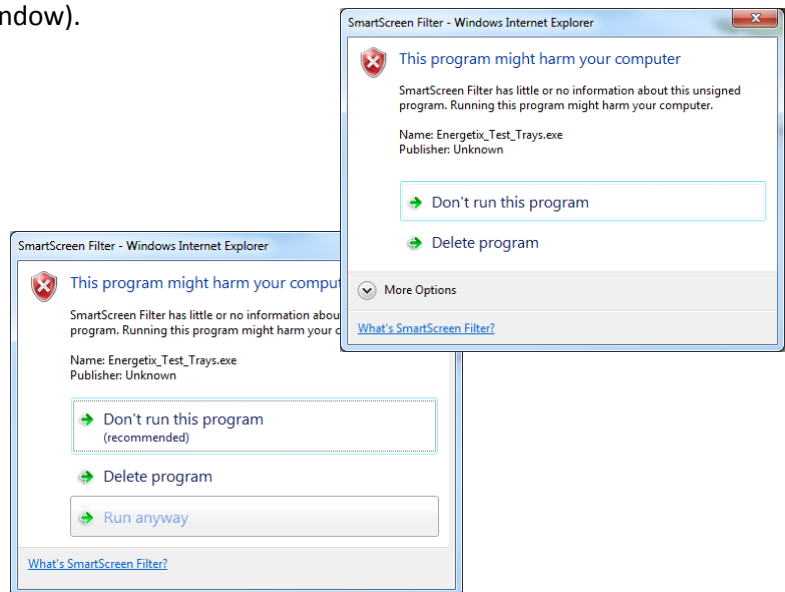 ndow).
SmartScreen Filter - Windows Internet Explorer
This program might harm your computer
SmartScreen Filter has little or no information about this unsigned
program. Running this program might harm your computer.
Name: Energetix_Test_Trays.exe
Publisher: Unknown
Don't run this program
Delete program
More Options
What's SmartScreen Filter?
SmartScreen Filter - Windows Internet Explorer
This program might harm your comput
SmartScreen Filter has little or no information abou
program. Running this program might harm your c
Name: Energetix_Test_Trays.exe
Publisher: Unknown
Don't run this program
(recommended)
Delete program
Run anyway
What's SmartScreen Filter?